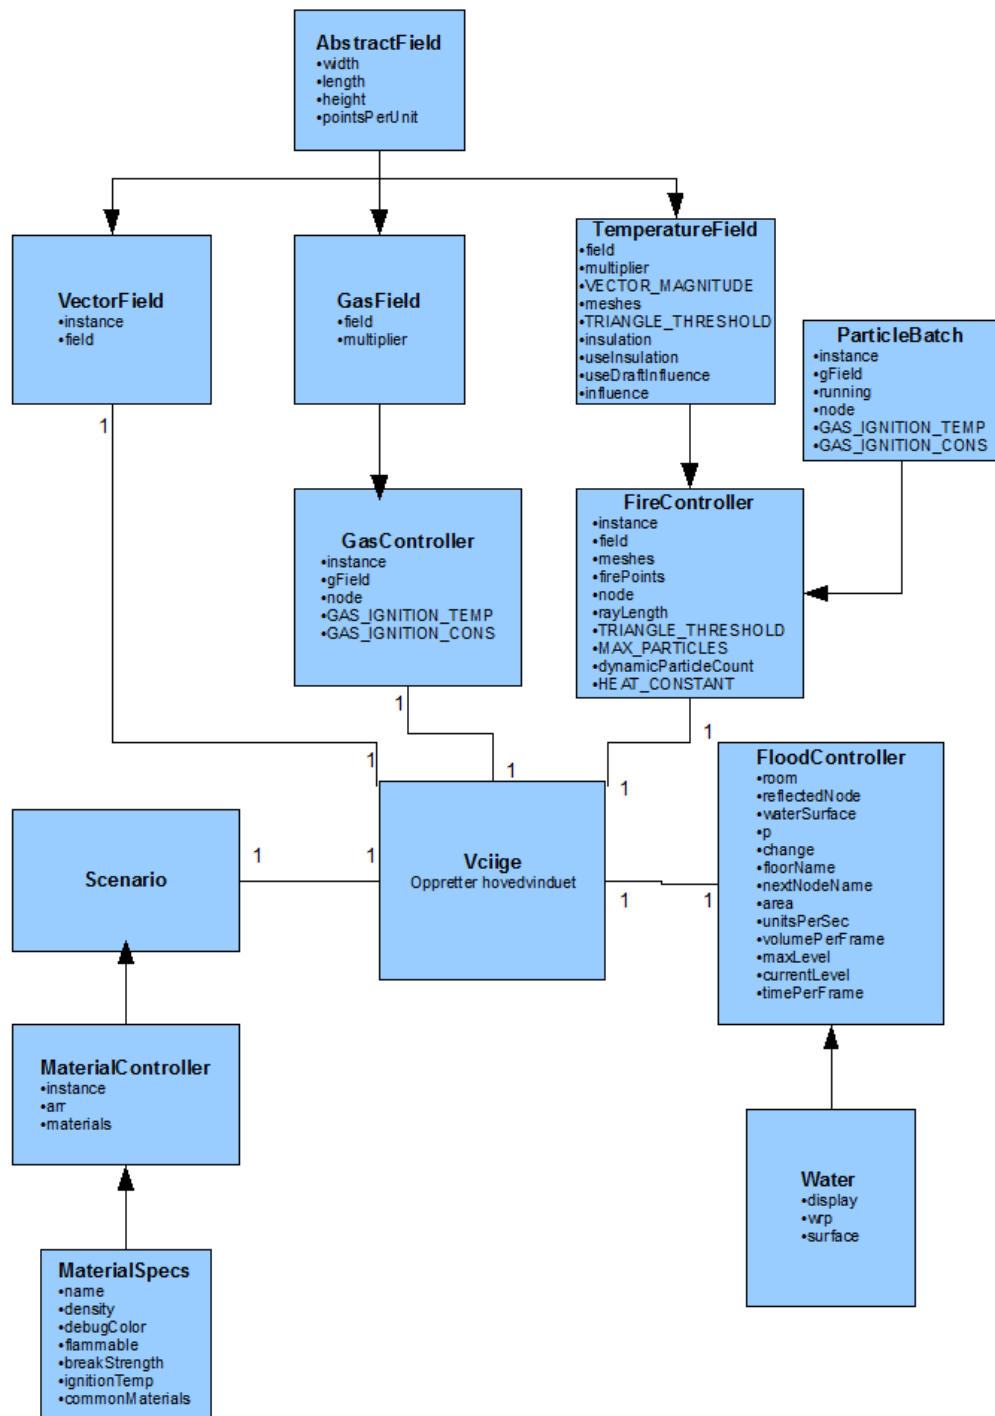 AbstractField
•width
•length
•height
•pointsPerUnit
VectorField
•instance
•field
GasField
•field
•multiplier
TemperatureField
•field
•multiplier
•VECTOR_MAGNITUDE
•meshes
•TRIANGLE_THRESHOLD
•insulation
•useInsulation
•useDraftInfluence
•influence
ParticleBatch
•instance
•gField
•running
•node
•GAS_IGNITION_TEMP
•GAS_IGNITION_CONS
1
GasController
•instance
•gField
•node
•GAS_IGNITION_TEMP
•GAS_IGNITION_CONS
FireController
•instance
•field
•meshes
•firePoints
•node
•rayLength
•TRIANGLE_THRESHOLD
•MAX_PARTICLES
•dynamicParticleCount
•HEAT_CONSTANT
1
1
1
1
1
FloodController
•room
•reflectedNode
•waterSurface
•p
•change
•floorName
•nextNodeName
•area
•unitsPerSec
•volumePerFrame
•maxLevel
•currentLevel
•timePerFrame
Scenario
1
1
Vciige
Oppretter hovedvinduet
1
1
MaterialController
•instance
•arr
•materials
Water
•display
•wrp
•surface
MaterialSpecs
•name
•density
•debugColor
•flammable
•breakStrength
•ignitionTemp
•commonMaterials